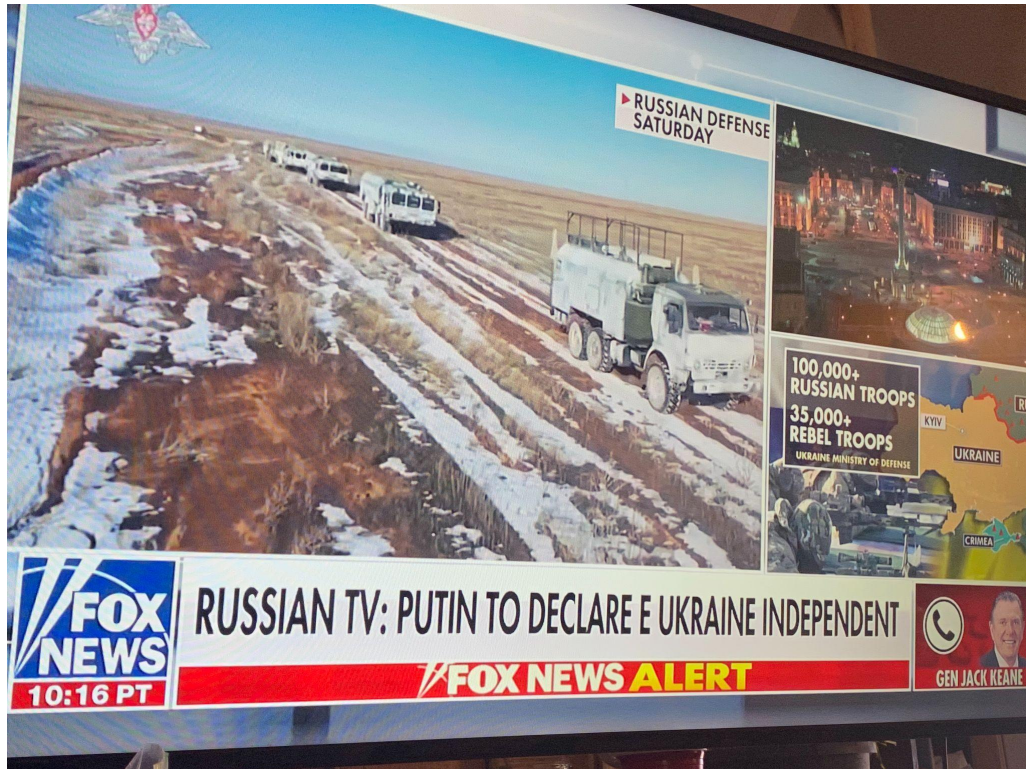 RUSSIAN DEFENSE
SATURDAY
100,000+
RUSSIAN TROOPS
35,000+
REBEL TROOPS
UKRAINE MINISTRY OF DEFENSE
KYIV
UKRAINE
CRIMEA
FOX
NEWS
10:16 PT
RUSSIAN TV: PUTIN TO DECLARE E UKRAINE INDEPENDENT
FOX NEWS ALERT
GEN JACK KEANE